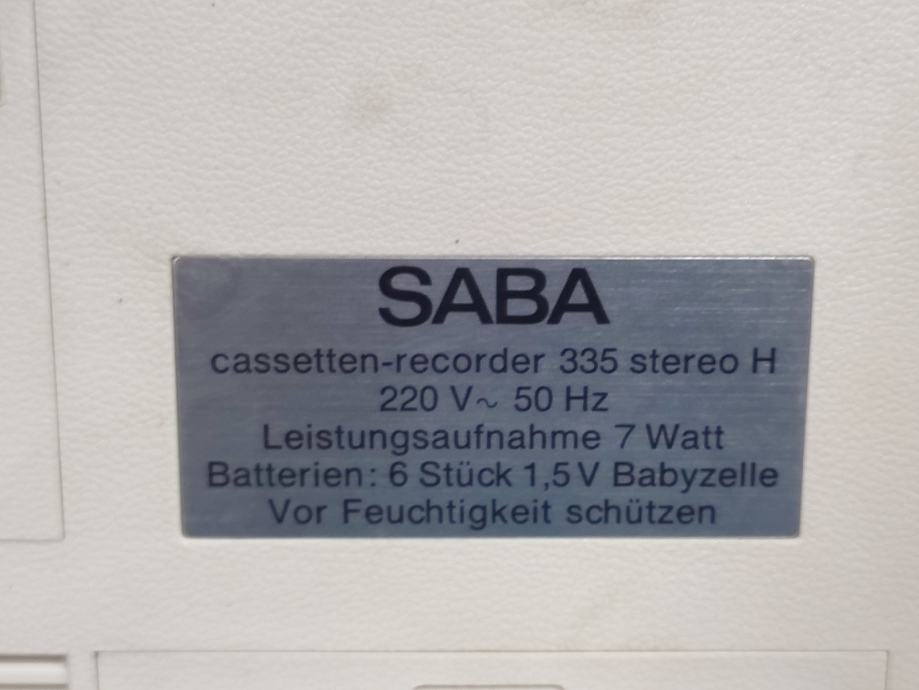 SABA
cassetten-recorder 335 stereo H
220 V~ 50 Hz
Leistungsaufnahme 7 Watt
Batterien: 6 Stück 1,5 V Babyzelle
Vor Feuchtigkeit schützen